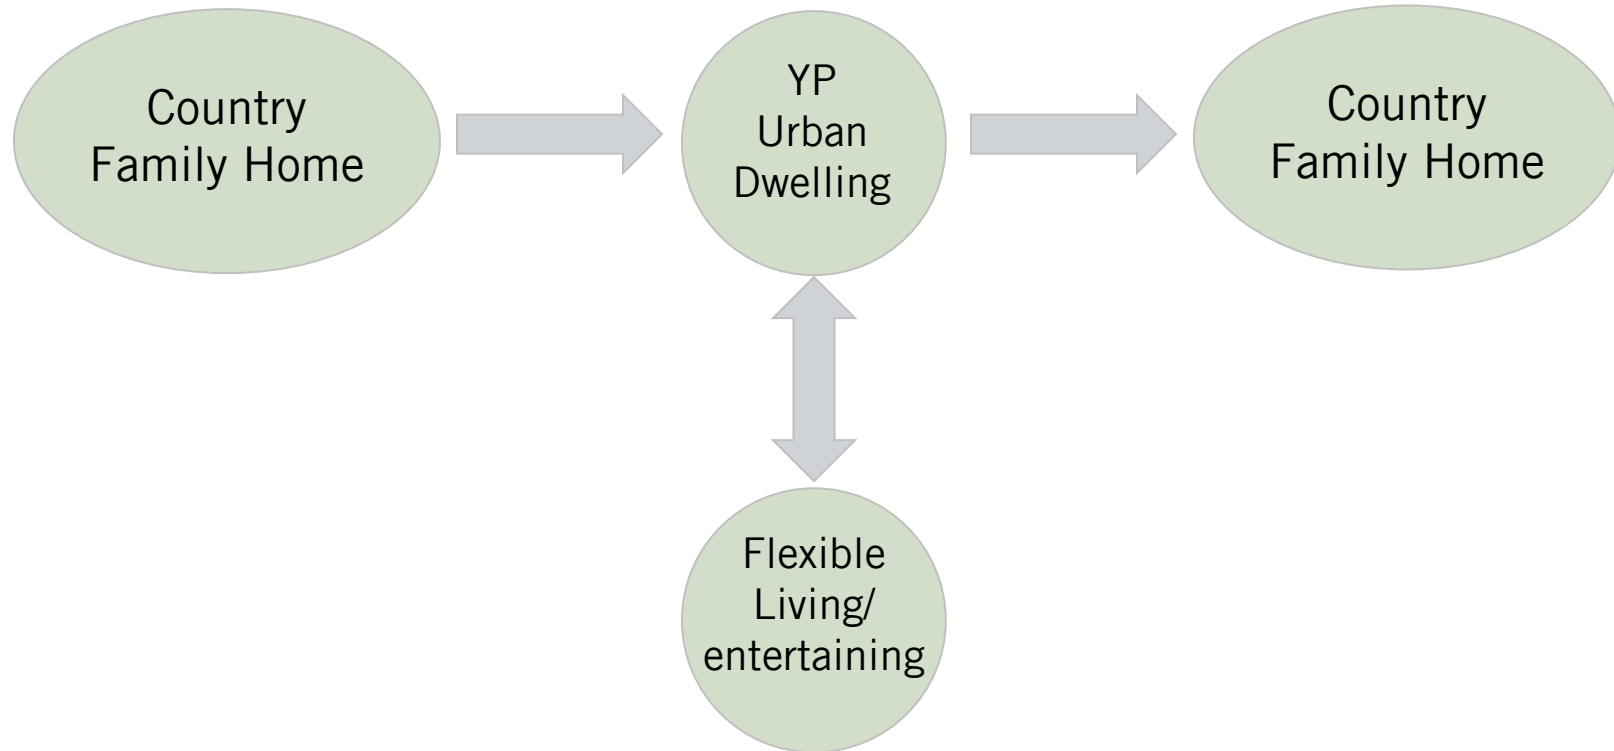 Country
Family Home
YP
Urban
Dwelling
Country
Family Home
Flexible
Living/
entertaining